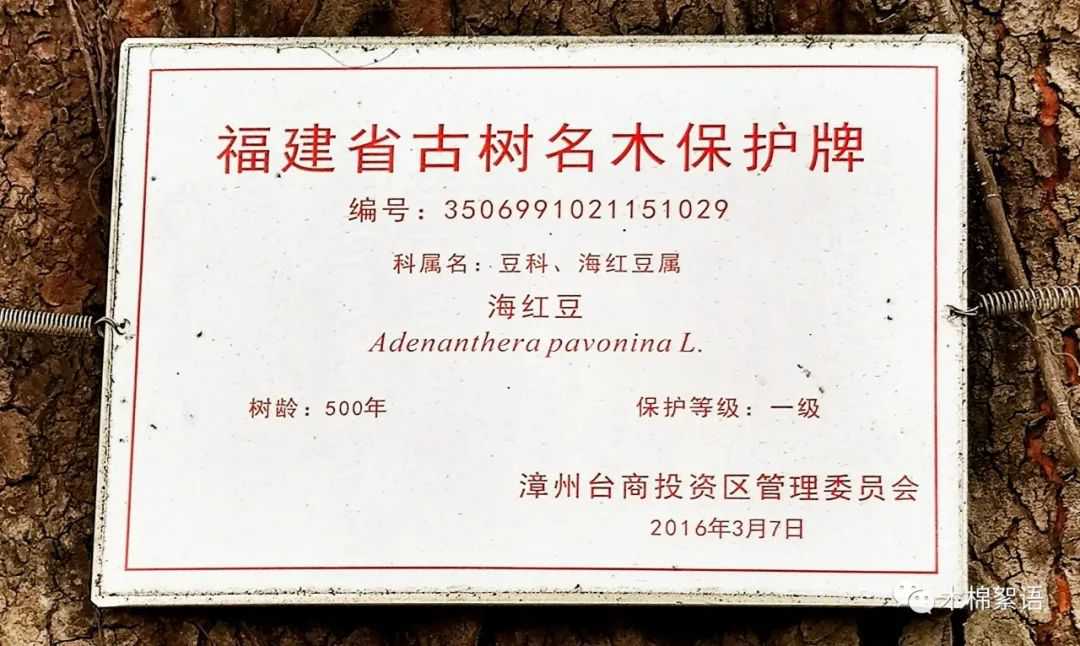 福建省古树名木保护牌
编号：3506991021151029
科属名：豆科、海红豆属
海红豆
Adenanthera pavonina L.
树龄：500年 保护等级：一级
漳州台商投资区管理委员会
2016年3月7日
木棉絮语